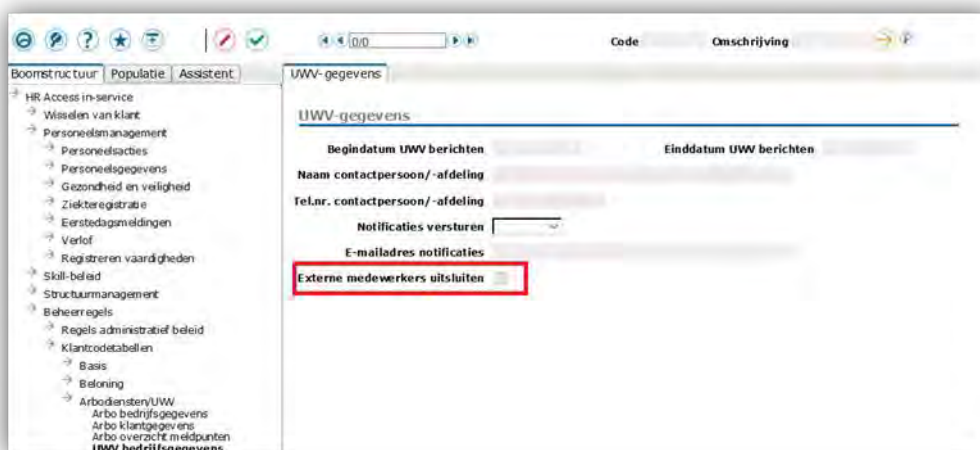 0/0 Code Omschrijving
Boomstructuur Populatie Assistent
HR Access in-service
Wisselen van klant
Personeelsmanagement
Personeelsacties
Personeelsgegevens
Gezondheid en veiligheid
Ziekteregistratie
Eerstedagsmeldingen
Verlof
Registreren vaardigheden
Skill-beleid
Structuurmanagement
Beheerregels
Regels administratief beleid
Klantcodetabellen
Basis
Beloning
Arbodiensten/UWV
Arbo bedrijfsgegevens
Arbo klantgegevens
Arbo overzicht meldpunten
UWV bedrijfsgegevens
UWV-gegevens
UWV-gegevens
Begindatum UWV berichten Einddatum UWV berichten
Naam contactpersoon/-afdeling
Tel.nr. contactpersoon/-afdeling
Notificaties versturen
E-mailadres notificaties
Externe medewerkers uitsluiten